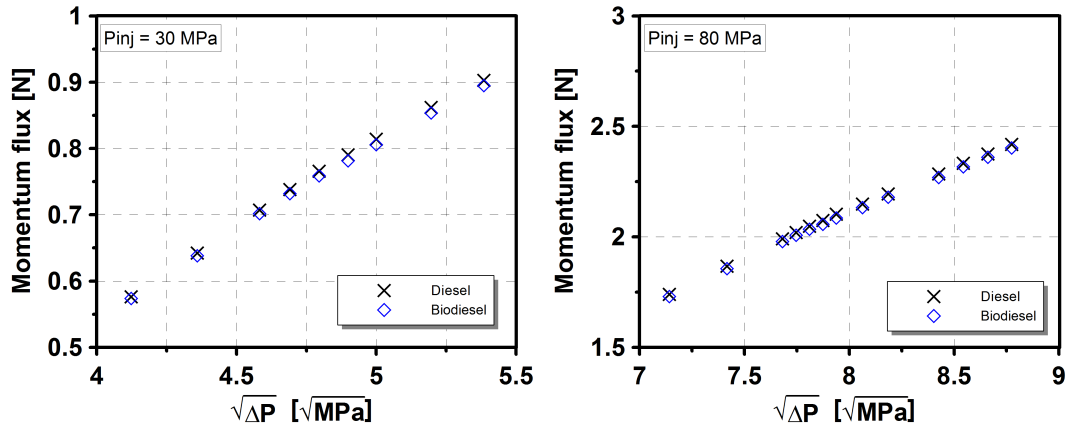 Pinj = 30 MPa
Momentum flux [N]
1
0.9
0.8
0.7
0.6
0.5
4
4.5
5
5.5
√ΔP [√MPa]
Diesel
Biodiesel
Pinj = 80 MPa
Momentum flux [N]
3
2.5
2
1.5
7
7.5
8
8.5
9
√ΔP [√MPa]
Diesel
Biodiesel